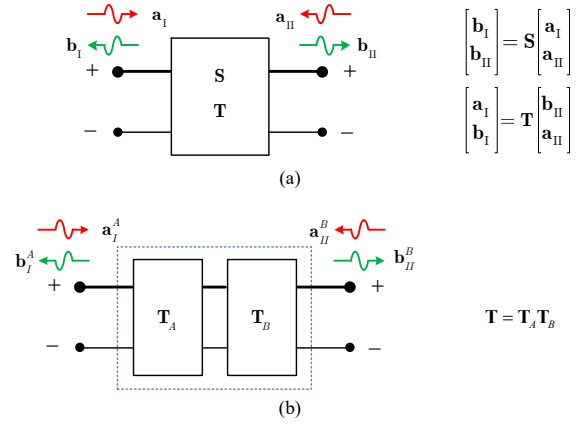 a_I a_II
b_I b_II
+ S +
T
− −
[b_I b_II] = S [a_I a_II]
[a_I b_I] = T [b_II a_II]
(a)
a_I^A a_II^B
b_I^A b_II^B
+ +
T_A T_B
− −
T = T_A T_B
(b)